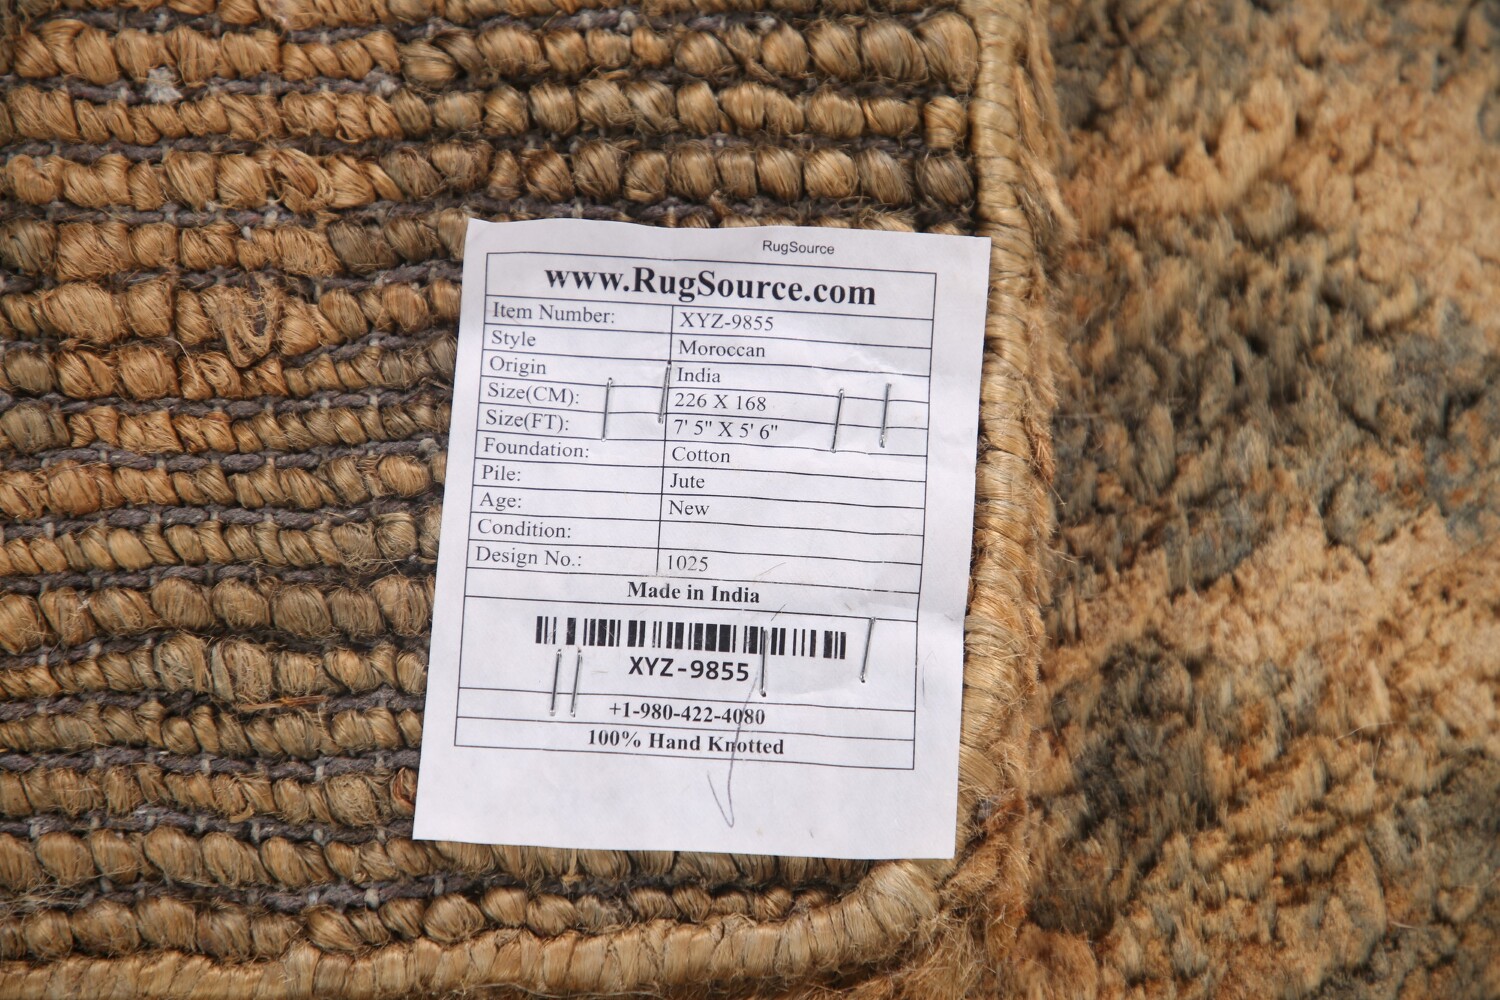 RugSource
www.RugSource.com
Item Number: XYZ-9855
Style Moroccan
Origin India
Size(CM): 226 X 168
Size(FT): 7' 5" X 5' 6"
Foundation: Cotton
Pile: Jute
Age: New
Condition:
Design No.: 1025
Made in India
XYZ-9855
+1-980-422-4080
100% Hand Knotted